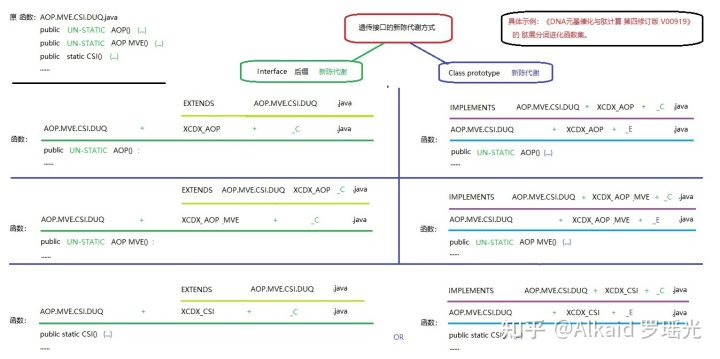 原 函数: AOP.MVE.CSI.DUQ.java
public UN-STATIC AOP() {...}
public UN-STATIC AOP MVE() {...}
public static CSI() {...}
......
遗传接口的新陈代谢方式
具体示例：《DNA元基催化与肽计算 第四修订版 V00919》
的 肽展分词进化函数集。
Interface 后缀 新陈代谢
Class prototype 新陈代谢
EXTENDS AOP.MVE.CSI.DUQ .java
函数: AOP.MVE.CSI.DUQ + XCDX_AOP + _C .java
public UN-STATIC AOP() ;
......
IMPLEMENTS AOP.MVE.CSI.DUQ + XCDX_AOP + _C .java
函数: AOP.MVE.CSI.DUQ + XCDX_AOP + _E .java
public UN-STATIC AOP() {...}
......
EXTENDS AOP.MVE.CSI.DUQ XCDX_AOP _C .java
函数: AOP.MVE.CSI.DUQ + XCDX_AOP_MVE + _C .java
public UN-STATIC AOP MVE() ;
......
IMPLEMENTS AOP.MVE.CSI.DUQ + XCDX_AOP_MVE + _C .java
函数: AOP.MVE.CSI.DUQ + XCDX_AOP_MVE + _E .java
public UN-STATIC AOP MVE() {...}
......
EXTENDS AOP.MVE.CSI.DUQ .java
函数: AOP.MVE.CSI.DUQ + XCDX_CSI + _C .java
public static CSI() {...}
......
OR
IMPLEMENTS AOP.MVE.CSI.DUQ + XCDX_CSI + _C .java
函数: AOP.MVE.CSI.DUQ + XCDX_CSI + _E .java
public static CSI() {...}
......
知乎 @Alkaid 罗瑶光